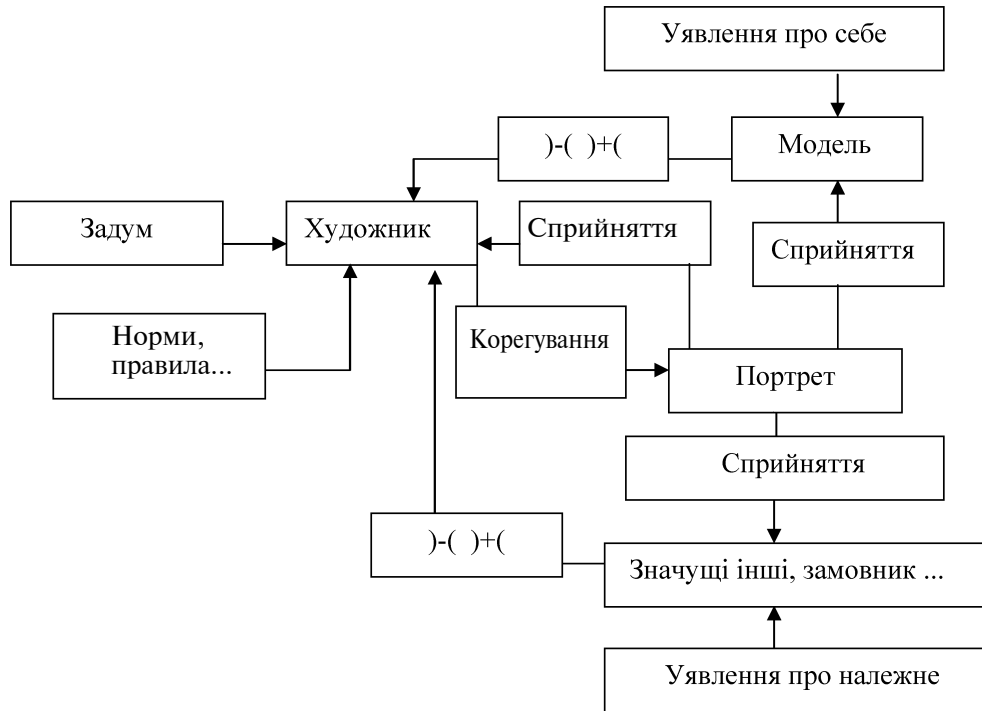 Уявлення про себе
)-( )+(
Модель
Задум
Художник
Сприйняття
Сприйняття
Норми,
правила...
Корегування
Портрет
Сприйняття
)-( )+(
Значущі інші, замовник ...
Уявлення про належне